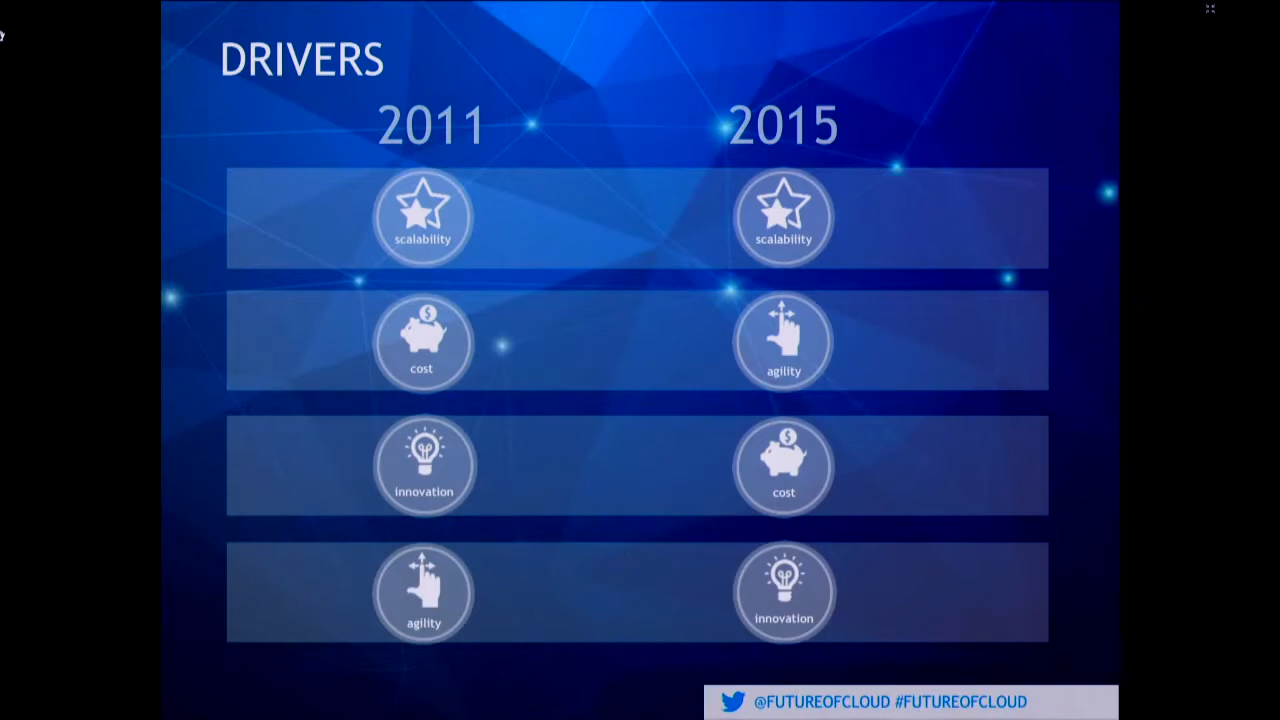 DRIVERS
2011 2015
scalability scalability
cost agility
innovation cost
agility innovation
@FUTUREOFCLOUD #FUTUREOFCLOUD